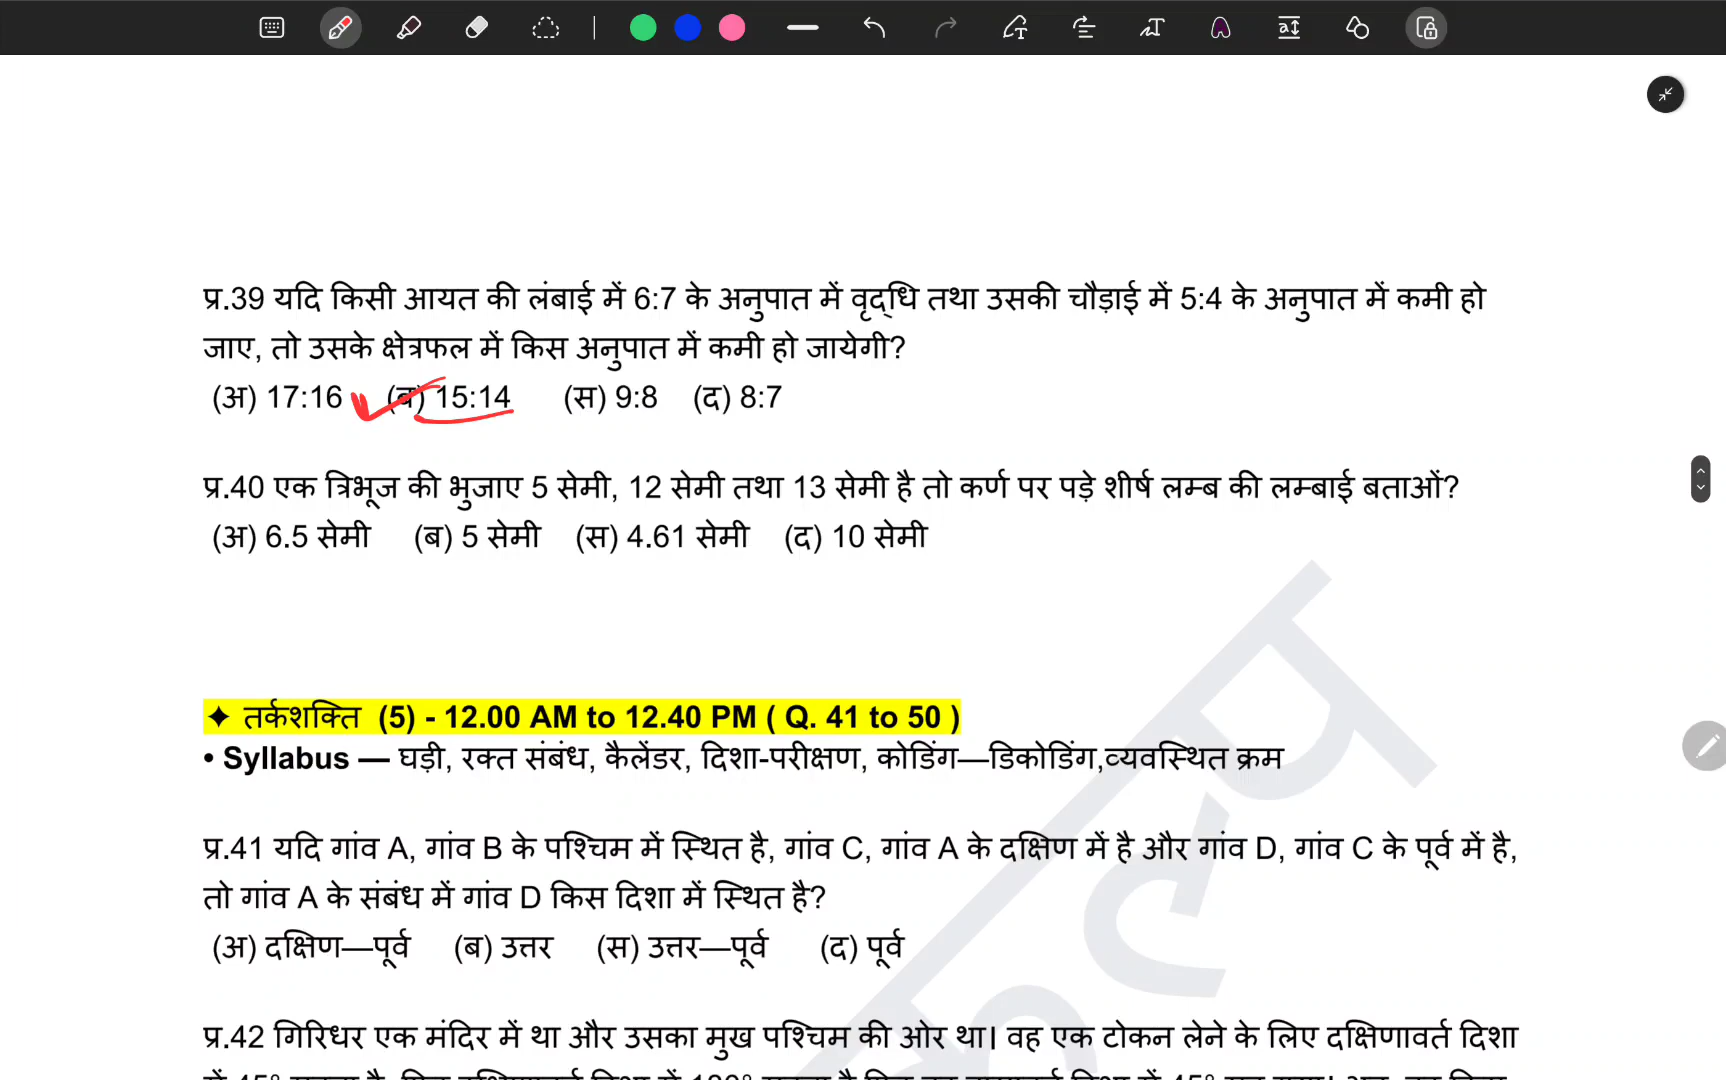 प्र.39 यदि किसी आयत की लंबाई में 6:7 के अनुपात में वृद्धि तथा उसकी चौड़ाई में 5:4 के अनुपात में कमी हो
जाए, तो उसके क्षेत्रफल में किस अनुपात में कमी हो जायेगी?
(अ) 17:16 (ब) 15:14 (स) 9:8 (द) 8:7
प्र.40 एक त्रिभूज की भुजाए 5 सेमी, 12 सेमी तथा 13 सेमी है तो कर्ण पर पड़े शीर्ष लम्ब की लम्बाई बताओं?
(अ) 6.5 सेमी (ब) 5 सेमी (स) 4.61 सेमी (द) 10 सेमी
✦ तर्कशक्ति (5) - 12.00 AM to 12.40 PM ( Q. 41 to 50 )
• Syllabus — घड़ी, रक्त संबंध, कैलेंडर, दिशा-परीक्षण, कोडिंग—डिकोडिंग,व्यवस्थित क्रम
प्र.41 यदि गांव A, गांव B के पश्चिम में स्थित है, गांव C, गांव A के दक्षिण में है और गांव D, गांव C के पूर्व में है,
तो गांव A के संबंध में गांव D किस दिशा में स्थित है?
(अ) दक्षिण—पूर्व (ब) उत्तर (स) उत्तर—पूर्व (द) पूर्व
प्र.42 गिरिधर एक मंदिर में था और उसका मुख पश्चिम की ओर था। वह एक टोकन लेने के लिए दक्षिणावर्त दिशा